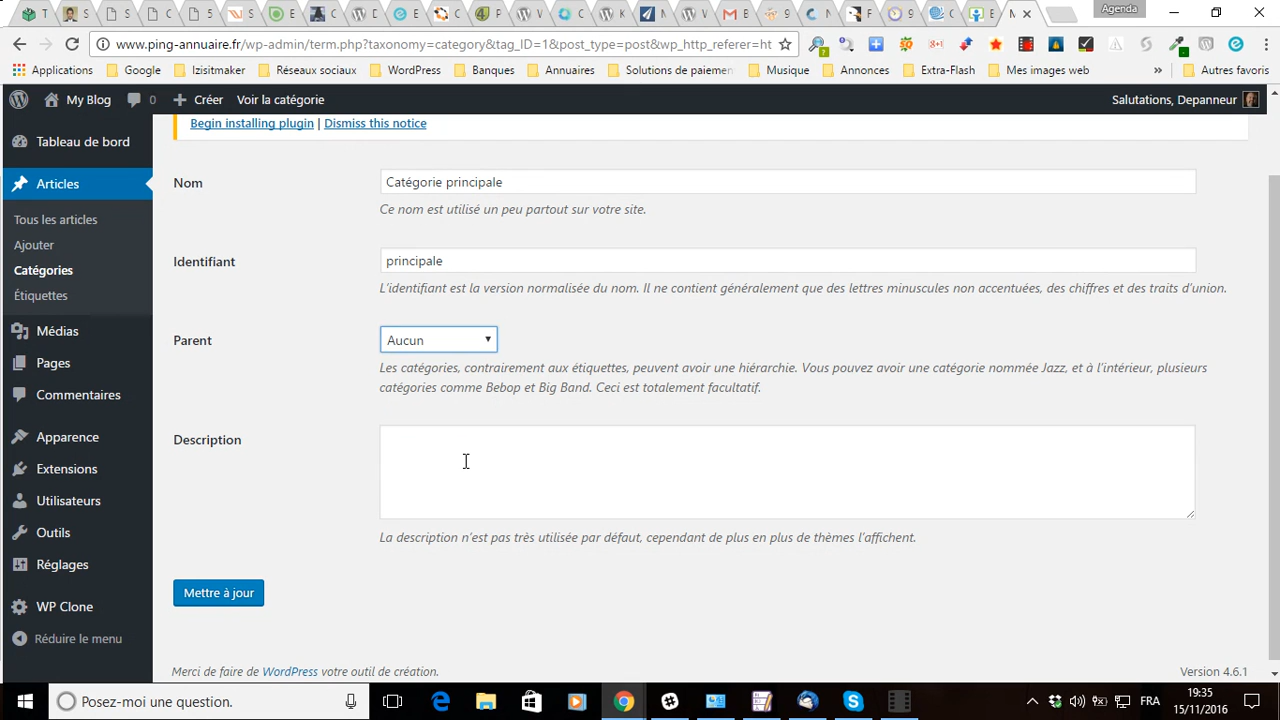 T
S
S
C
5
S
E
C
D
E
C
P
V
C
K
M
V
B
C
N
F
9
C
E
M
Agenda
www.ping-annuaire.fr/wp-admin/term.php?taxonomy=category&tag_ID=1&post_type=post&wp_http_referer=ht
Applications
Google
Izisitmaker
Réseaux sociaux
WordPress
Banques
Annuaires
Solutions de paiemen
Musique
Annonces
Extra-Flash
Mes images web
»
Autres favoris
My Blog
0
Créer
Voir la catégorie
Salutations, Depanneur
Begin installing plugin | Dismiss this notice
Tableau de bord
Articles
Tous les articles
Ajouter
Catégories
Étiquettes
Médias
Pages
Commentaires
Apparence
Extensions
Utilisateurs
Outils
Réglages
WP Clone
Réduire le menu
Nom
Catégorie principale
Ce nom est utilisé un peu partout sur votre site.
Identifiant
principale
L'identifiant est la version normalisée du nom. Il ne contient généralement que des lettres minuscules non accentuées, des chiffres et des traits d'union.
Parent
Aucun
Les catégories, contrairement aux étiquettes, peuvent avoir une hiérarchie. Vous pouvez avoir une catégorie nommée Jazz, et à l'intérieur, plusieurs
catégories comme Bebop et Big Band. Ceci est totalement facultatif.
Description
La description n'est pas très utilisée par défaut, cependant de plus en plus de thèmes l'affichent.
Mettre à jour
Merci de faire de WordPress votre outil de création.
Version 4.6.1
Posez-moi une question.
FRA
19:35
15/11/2016